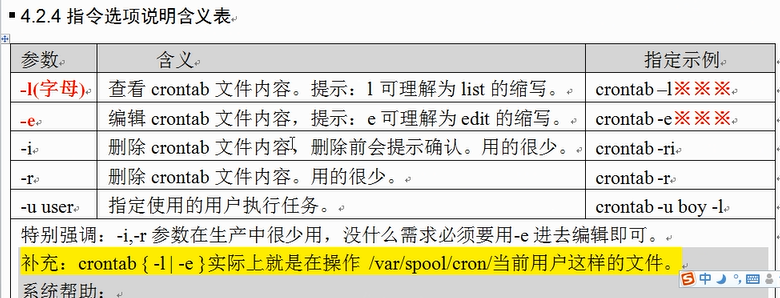 ▪ 4.2.4 指令选项说明含义表
参数 含义 指定示例
-l(字母) 查看 crontab 文件内容。提示：l 可理解为 list 的缩写。 crontab –l※※※
-e 编辑 crontab 文件内容，提示：e 可理解为 edit 的缩写。 crontab -e※※※
-i 删除 crontab 文件内容，删除前会提示确认。用的很少。 crontab -ri
-r 删除 crontab 文件内容。用的很少。 crontab -r
-u user 指定使用的用户执行任务。 crontab -u boy -l
特别强调：-i,-r 参数在生产中很少用，没什么需求必须要用-e 进去编辑即可。
补充：crontab { -l | -e }实际上就是在操作 /var/spool/cron/当前用户这样的文件。
S 中
系统帮助：